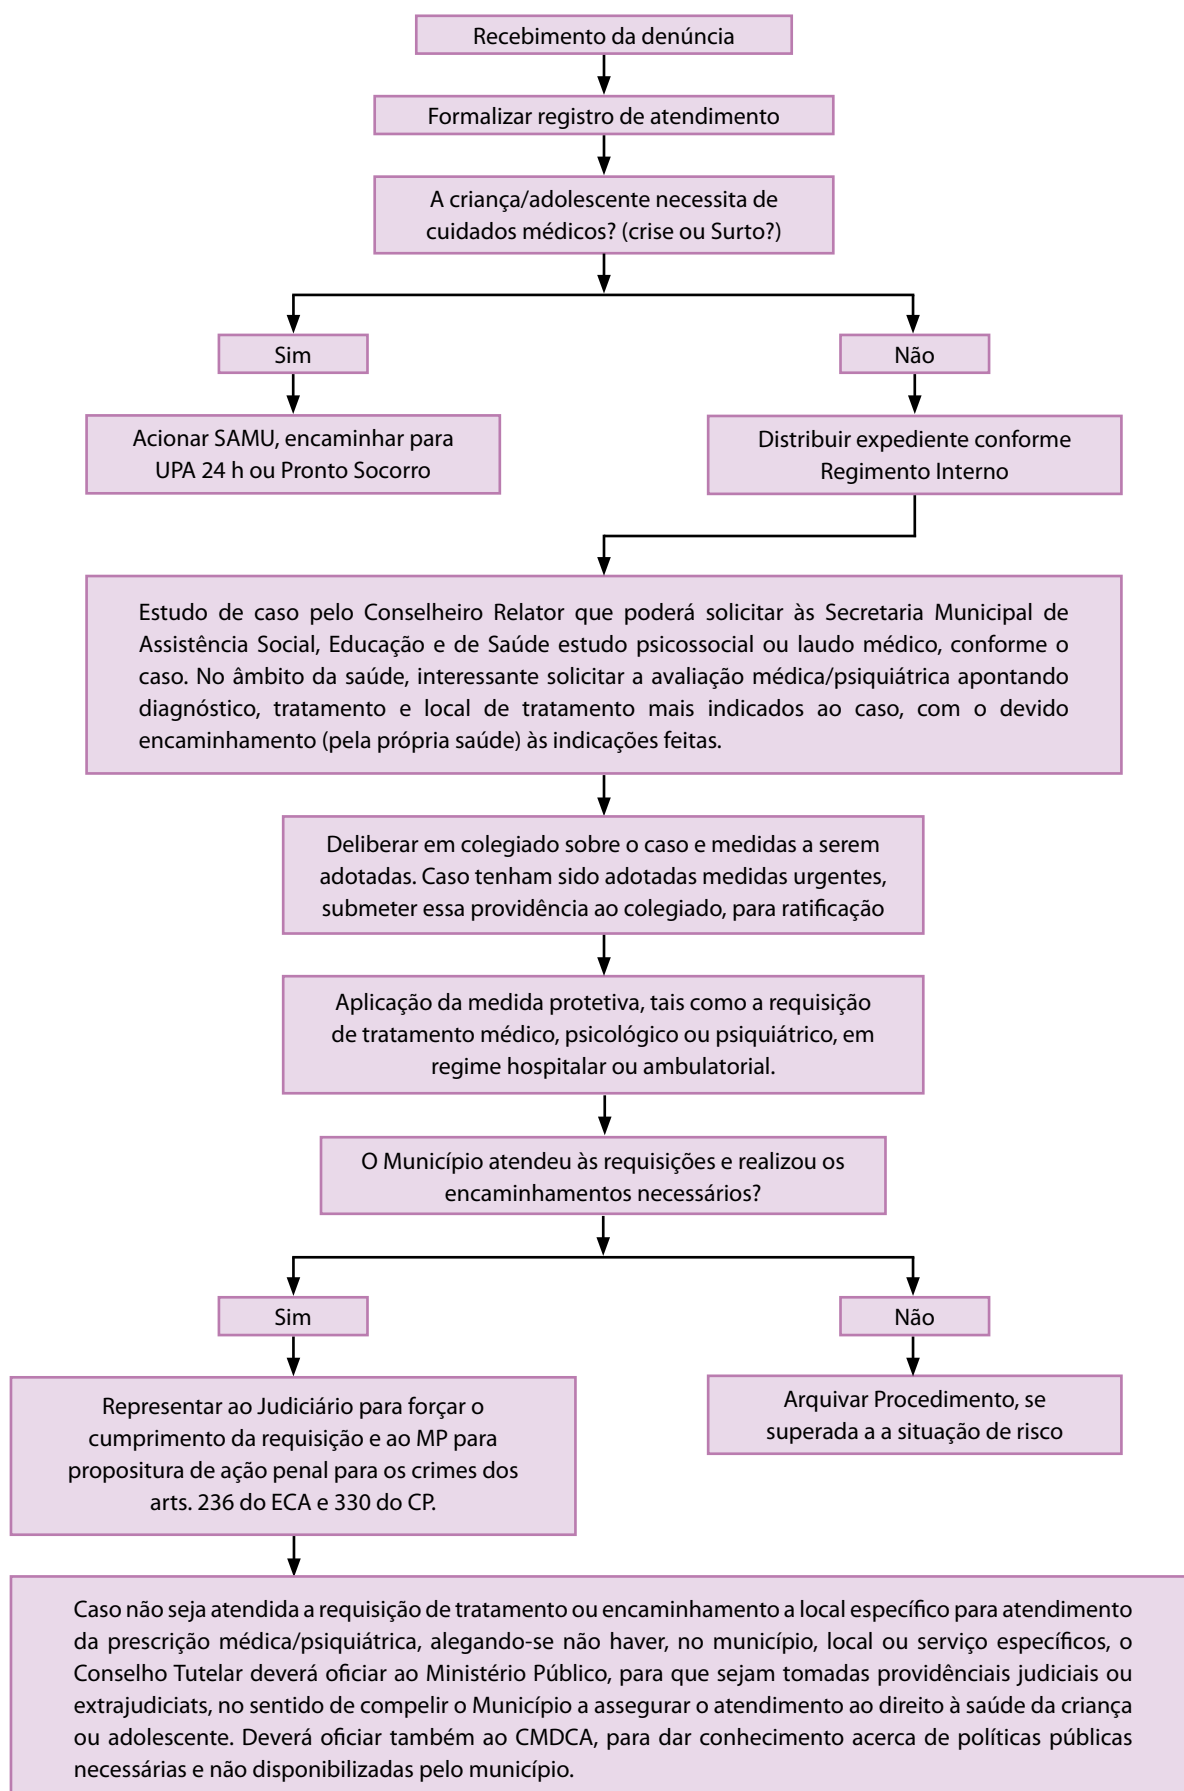 Recebimento da denúncia
Formalizar registro de atendimento
A criança/adolescente necessita de
cuidados médicos? (crise ou Surto?)
Sim
Não
Acionar SAMU, encaminhar para
UPA 24 h ou Pronto Socorro
Distribuir expediente conforme
Regimento Interno
Estudo de caso pelo Conselheiro Relator que poderá solicitar às Secretaria Municipal de
Assistência Social, Educação e de Saúde estudo psicossocial ou laudo médico, conforme o
caso. No âmbito da saúde, interessante solicitar a avaliação médica/psiquiátrica apontando
diagnóstico, tratamento e local de tratamento mais indicados ao caso, com o devido
encaminhamento (pela própria saúde) às indicações feitas.
Deliberar em colegiado sobre o caso e medidas a serem
adotadas. Caso tenham sido adotadas medidas urgentes,
submeter essa providência ao colegiado, para ratificação
Aplicação da medida protetiva, tais como a requisição
de tratamento médico, psicológico ou psiquiátrico, em
regime hospitalar ou ambulatorial.
O Município atendeu às requisições e realizou os
encaminhamentos necessários?
Sim
Não
Representar ao Judiciário para forçar o
cumprimento da requisição e ao MP para
propositura de ação penal para os crimes dos
arts. 236 do ECA e 330 do CP.
Arquivar Procedimento, se
superada a a situação de risco
Caso não seja atendida a requisição de tratamento ou encaminhamento a local específico para atendimento
da prescrição médica/psiquiátrica, alegando-se não haver, no município, local ou serviço específicos, o
Conselho Tutelar deverá oficiar ao Ministério Público, para que sejam tomadas providênciais judiciais ou
extrajudiciats, no sentido de compelir o Município a assegurar o atendimento ao direito à saúde da criança
ou adolescente. Deverá oficiar também ao CMDCA, para dar conhecimento acerca de políticas públicas
necessárias e não disponibilizadas pelo município.